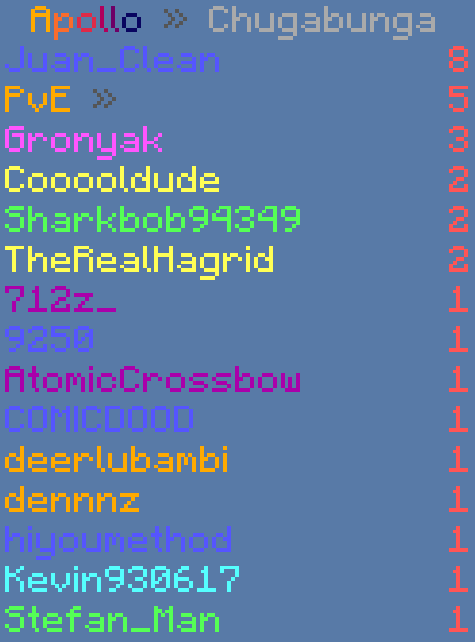 Apollo » Chugabunga
Juan_Clean 8
PvE » 5
Gronyak 3
Cooooldude 2
Sharkbob94349 2
TheRealHagrid 2
712z_ 1
9250 1
AtomicCrossbow 1
COMICDOOD 1
deerlubambi 1
dennnz 1
hiyoumethod 1
Kevin930617 1
Stefan_Man 1